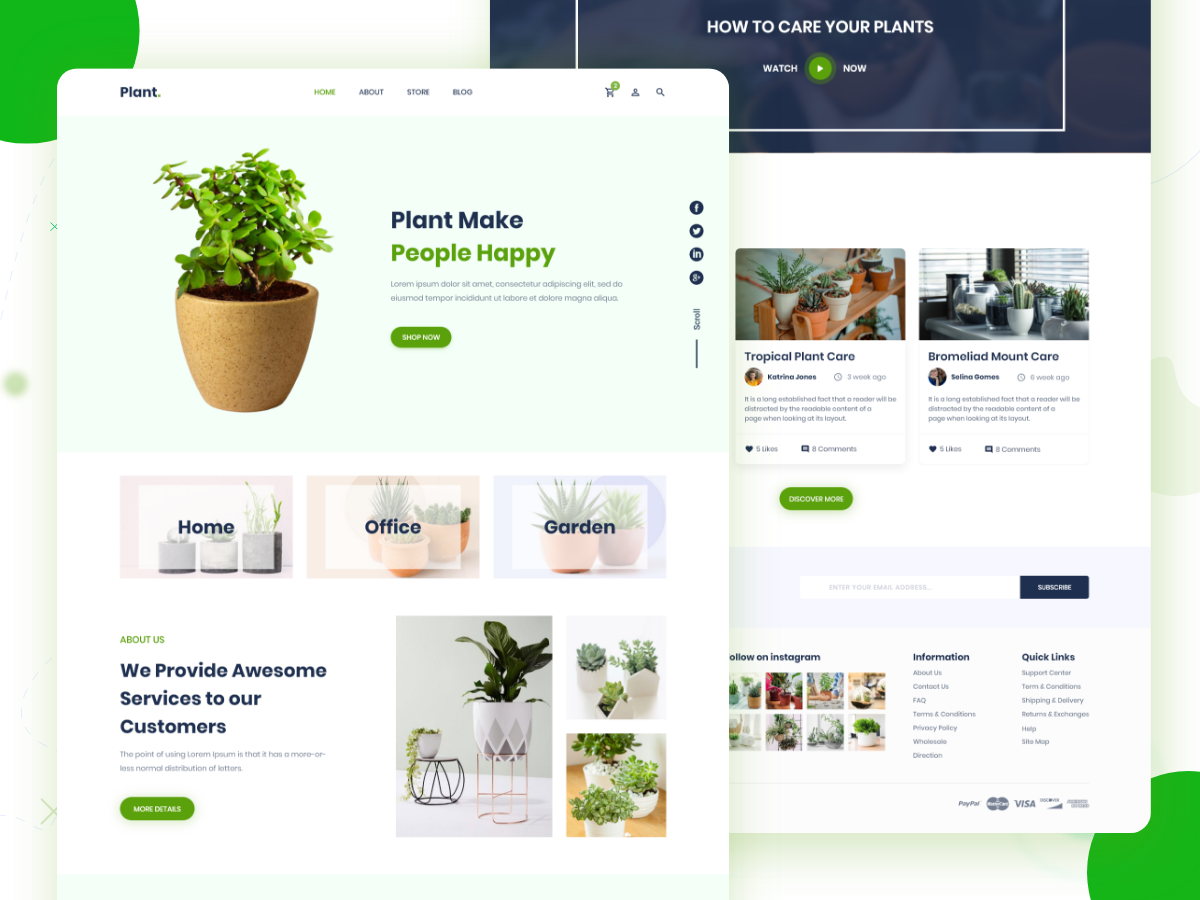 Plant.
HOME ABOUT STORE BLOG
2
Plant Make
People Happy
Lorem ipsum dolor sit amet, consectetur adipiscing elit, sed do
eiusmod tempor incididunt ut labore et dolore magna aliqua.
SHOP NOW
Scroll
Home
Office
Garden
ABOUT US
We Provide Awesome
Services to our
Customers
The point of using Lorem Ipsum is that it has a more-or-
less normal distribution of letters.
MORE DETAILS
HOW TO CARE YOUR PLANTS
WATCH NOW
Tropical Plant Care
Katrina Jones 3 week ago
It is a long established fact that a reader will be
distracted by the readable content of a
page when looking at its layout.
5 Likes 8 Comments
Bromeliad Mount Care
Selina Gomes 6 week ago
It is a long established fact that a reader will be
distracted by the readable content of a
page when looking at its layout.
5 Likes 8 Comments
DISCOVER MORE
ENTER YOUR EMAIL ADDRESS...
SUBSCRIBE
ollow on instagram
Information
About Us
Contact Us
FAQ
Terms & Conditions
Privacy Policy
Wholesale
Direction
Quick Links
Support Center
Term & Conditions
Shipping & Delivery
Returns & Exchanges
Help
Site Map
PayPal
VISA